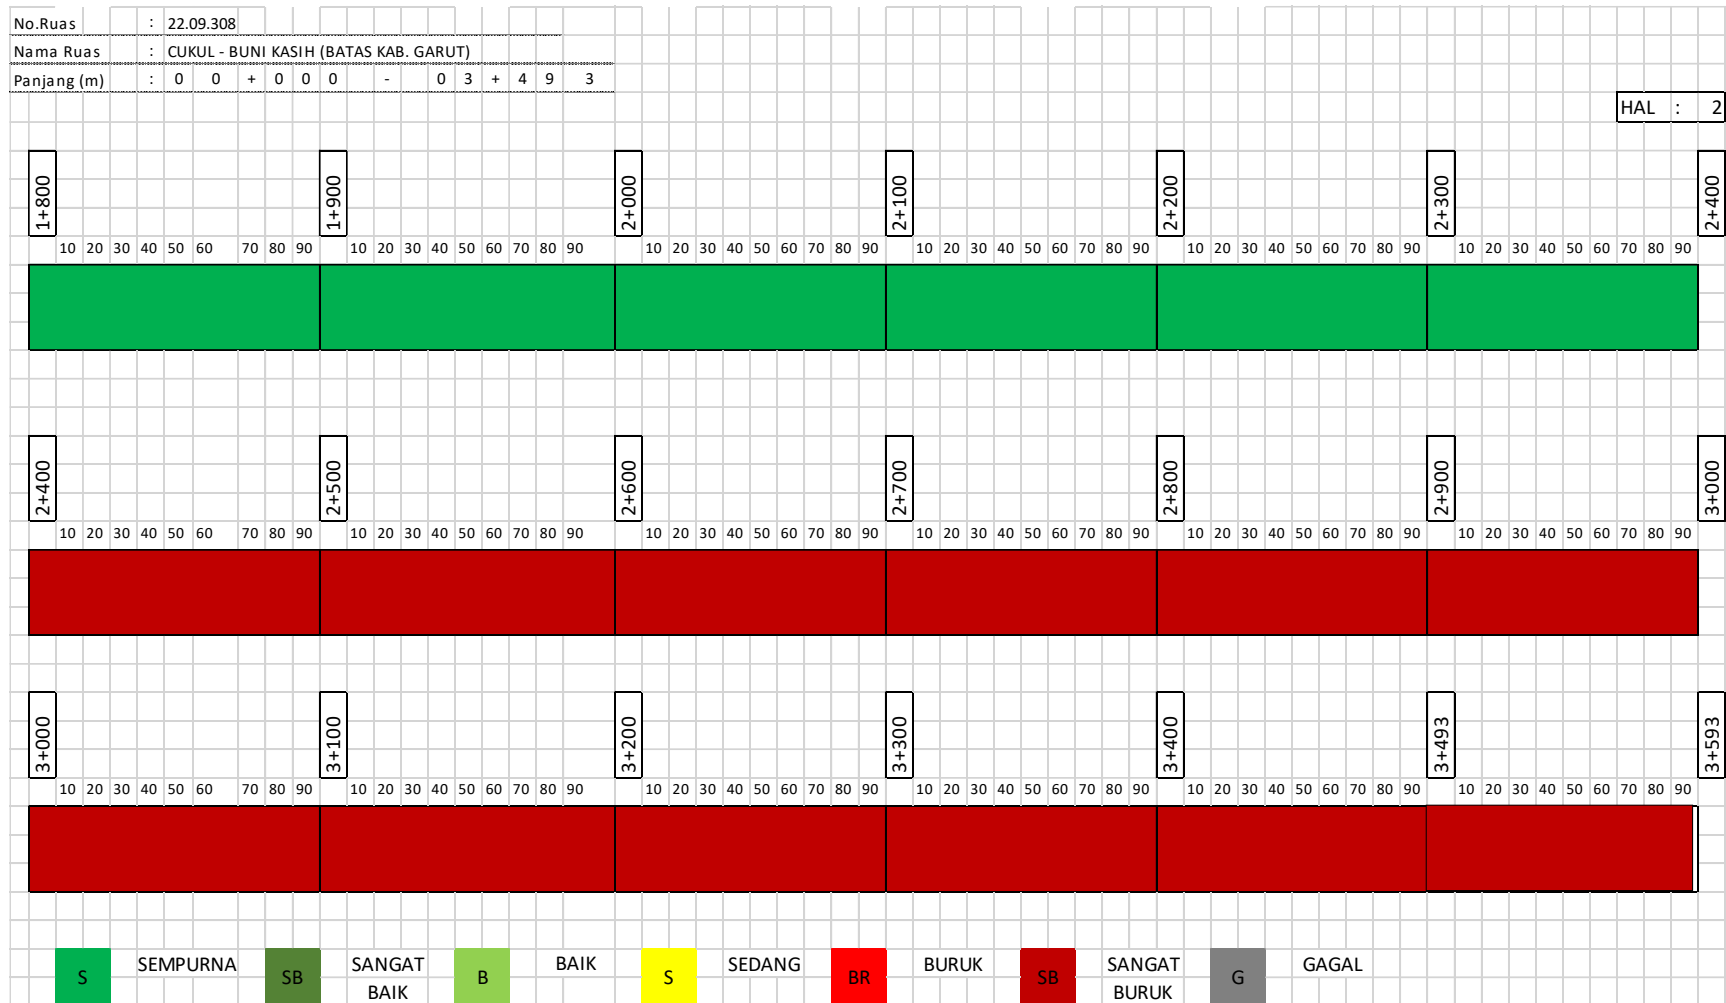 No.Ruas : 22.09.308
Nama Ruas : CUKUL - BUNI KASIH (BATAS KAB. GARUT)
Panjang (m) : 0 0 + 0 0 0 - 0 3 + 4 9 3
HAL : 2
1+800 1+900 2+000 2+100 2+200 2+300 2+400
10 20 30 40 50 60 70 80 90 10 20 30 40 50 60 70 80 90 10 20 30 40 50 60 70 80 90 10 20 30 40 50 60 70 80 90 10 20 30 40 50 60 70 80 90 10 20 30 40 50 60 70 80 90
2+400 2+500 2+600 2+700 2+800 2+900 3+000
10 20 30 40 50 60 70 80 90 10 20 30 40 50 60 70 80 90 10 20 30 40 50 60 70 80 90 10 20 30 40 50 60 70 80 90 10 20 30 40 50 60 70 80 90 10 20 30 40 50 60 70 80 90
3+000 3+100 3+200 3+300 3+400 3+493 3+593
10 20 30 40 50 60 70 80 90 10 20 30 40 50 60 70 80 90 10 20 30 40 50 60 70 80 90 10 20 30 40 50 60 70 80 90 10 20 30 40 50 60 70 80 90 10 20 30 40 50 60 70 80 90
S SEMPURNA SB SANGAT BAIK B BAIK S SEDANG BR BURUK SB SANGAT BURUK G GAGAL